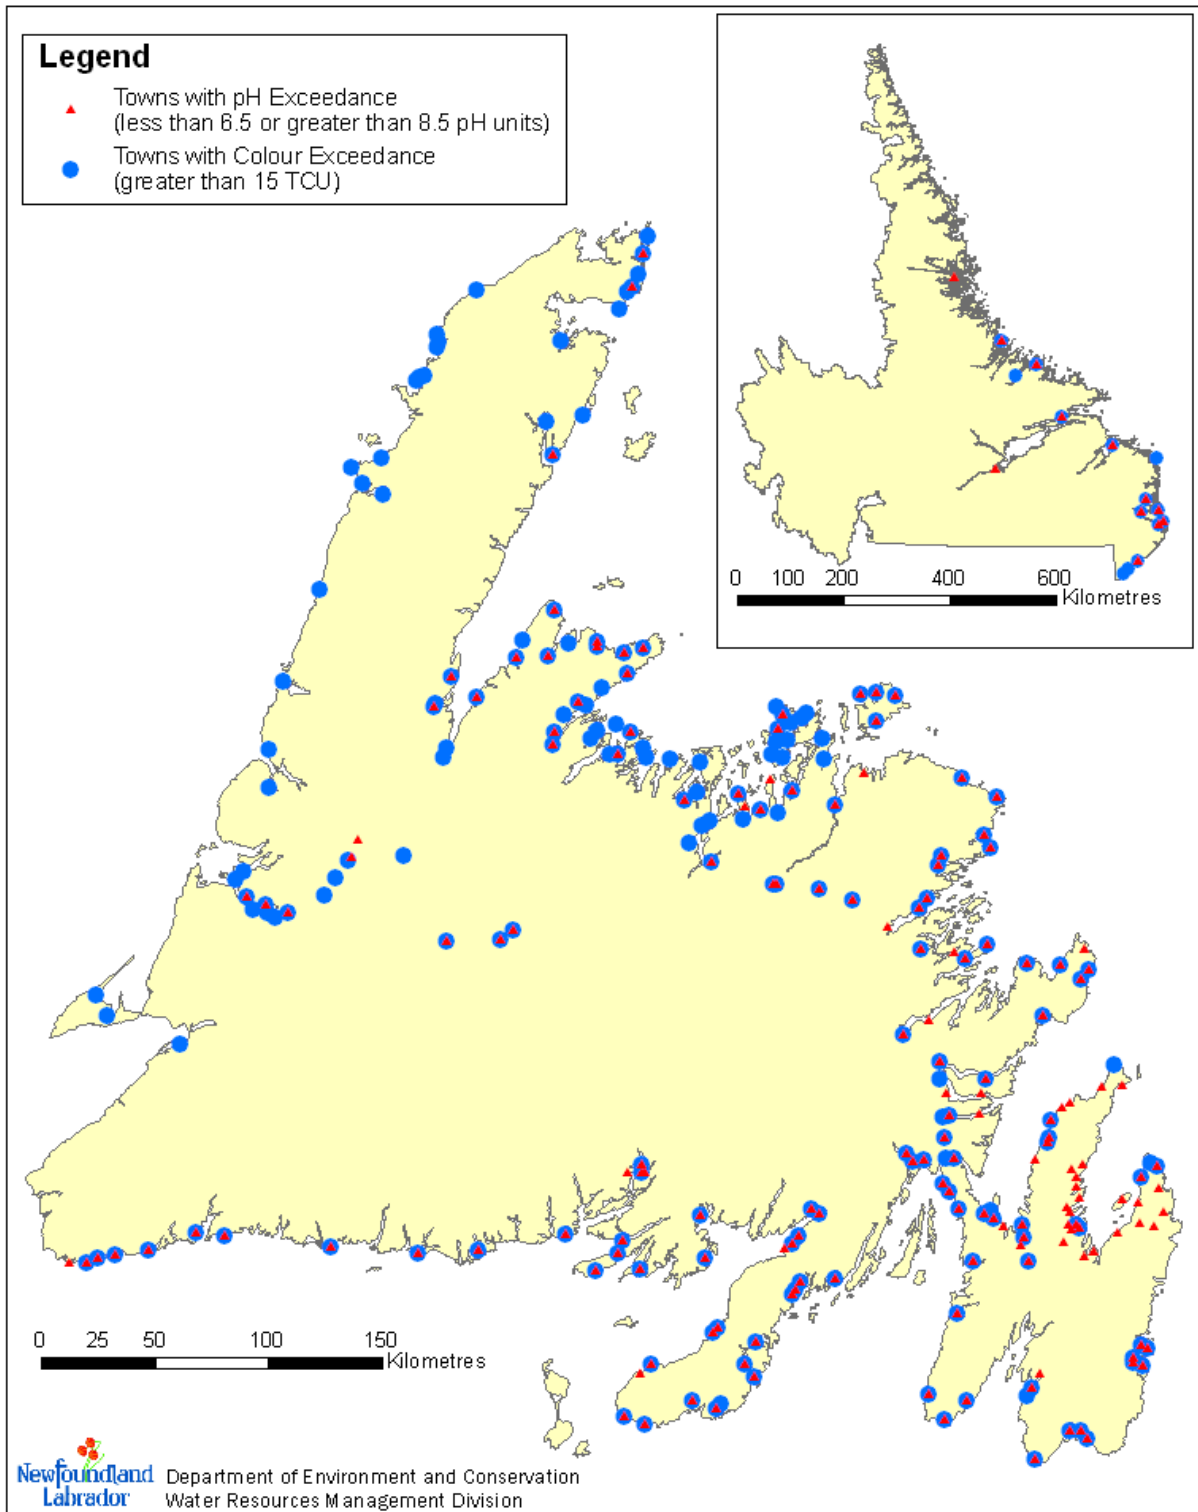 Legend
Towns with pH Exceedance
(less than 6.5 or greater than 8.5 pH units)
Towns with Colour Exceedance
(greater than 15 TCU)
0 100 200 400 600
Kilometres
0 25 50 100 150
Kilometres
Newfoundland
Labrador
Department of Environment and Conservation
Water Resources Management Division